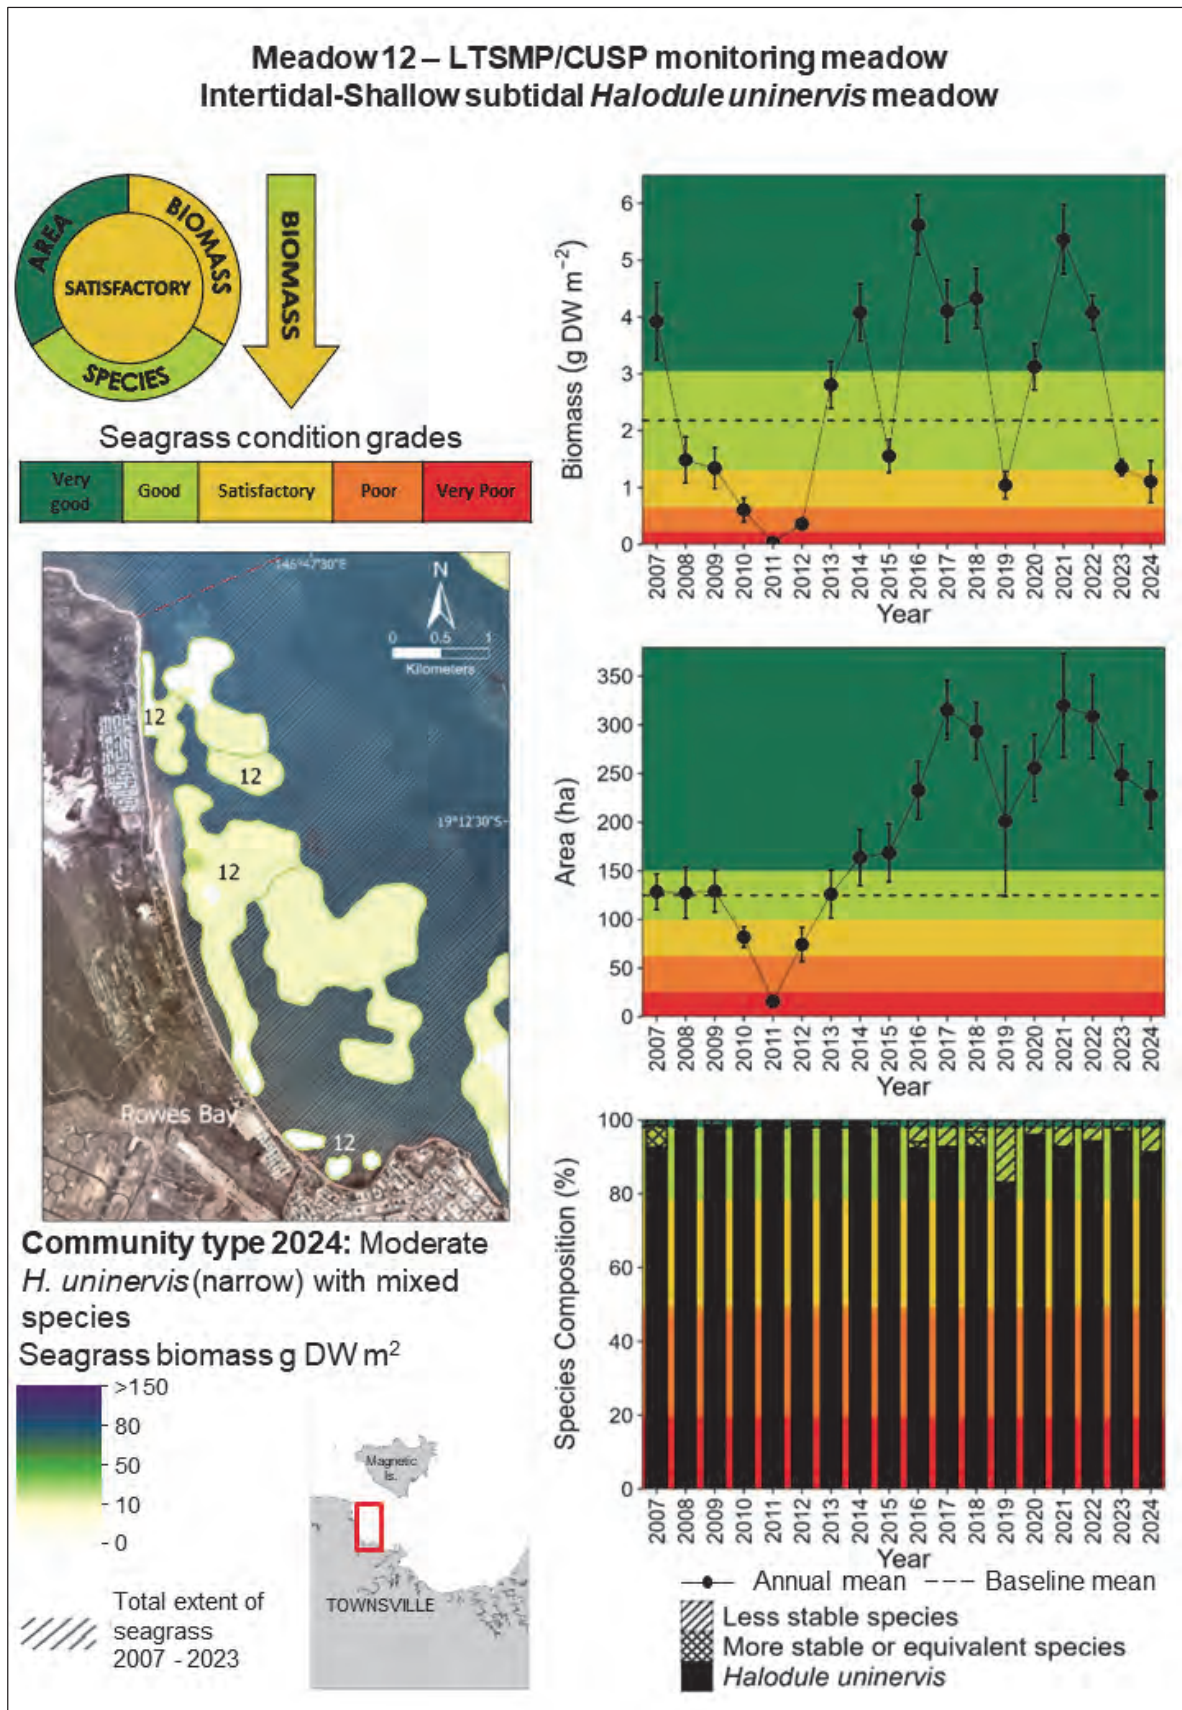 Meadow 12 – LTSMP/CUSP monitoring meadow
Intertidal-Shallow subtidal Halodule uninervis meadow
AREA
BIOMASS
SATISFACTORY
SPECIES
BIOMASS
Seagrass condition grades
Very good
Good
Satisfactory
Poor
Very Poor
N
0 0.5 1
Kilometers
12
12
19°12'30"S
12
Rowes Bay
12
Community type 2024: Moderate
H. uninervis (narrow) with mixed
species
Seagrass biomass g DW m²
>150
80
50
10
0
Total extent of
seagrass
2007 - 2023
Magnetic
Is.
TOWNSVILLE
Biomass (g DW m⁻²)
6
5
4
3
2
1
0
2007 2008 2009 2010 2011 2012 2013 2014 2015 2016 2017 2018 2019 2020 2021 2022 2023 2024
Year
Area (ha)
350
300
250
200
150
100
50
0
2007 2008 2009 2010 2011 2012 2013 2014 2015 2016 2017 2018 2019 2020 2021 2022 2023 2024
Year
Species Composition (%)
100
80
60
40
20
0
2007 2008 2009 2010 2011 2012 2013 2014 2015 2016 2017 2018 2019 2020 2021 2022 2023 2024
Year
Annual mean
Baseline mean
Less stable species
More stable or equivalent species
Halodule uninervis